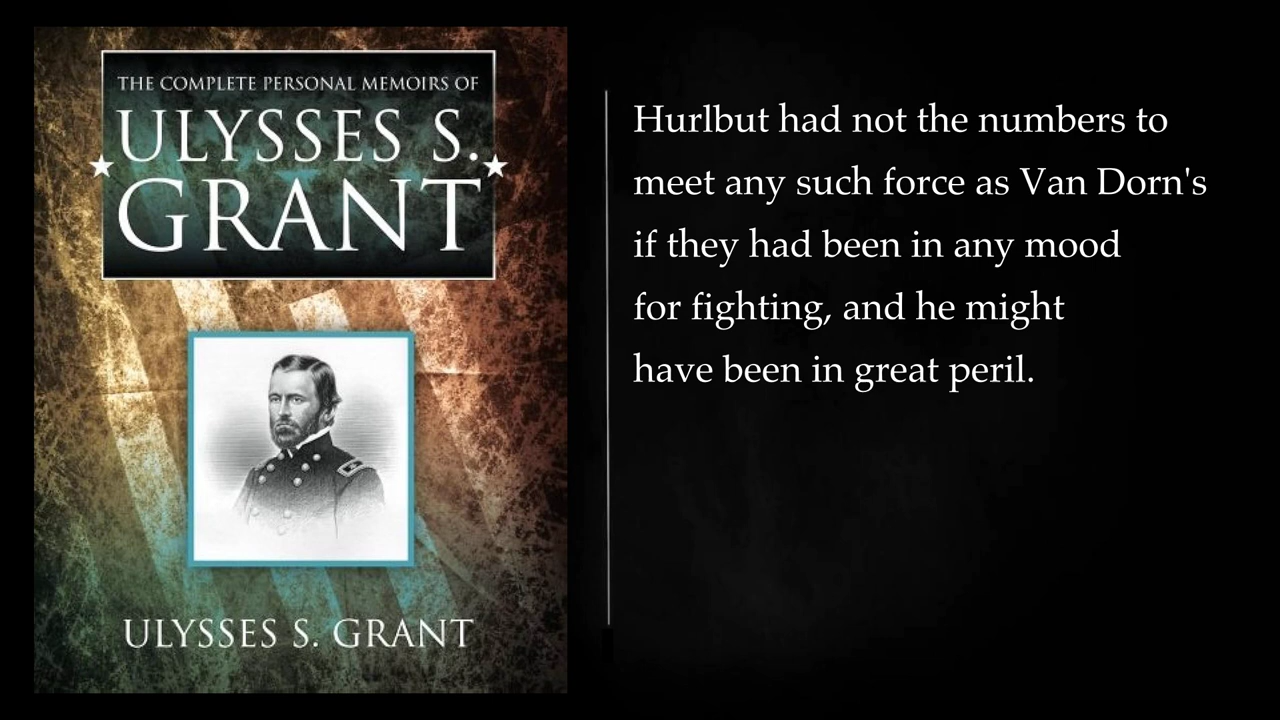 THE COMPLETE PERSONAL MEMOIRS OF
ULYSSES S.
GRANT
ULYSSES S. GRANT
Hurlbut had not the numbers to
meet any such force as Van Dorn's
if they had been in any mood
for fighting, and he might
have been in great peril.